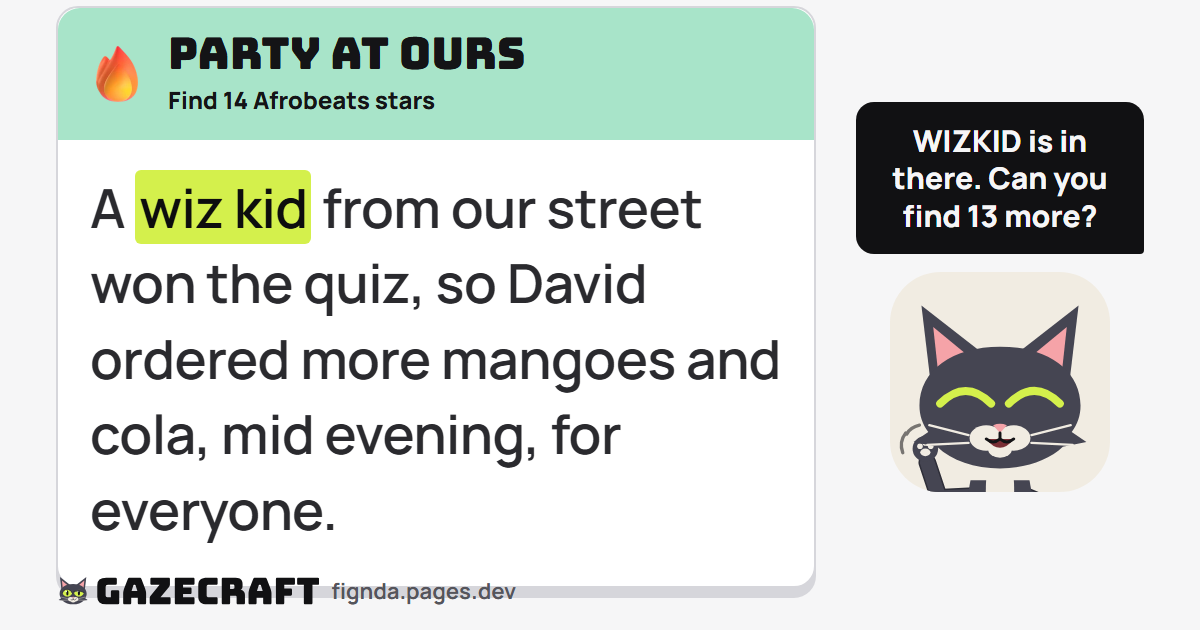 PARTY AT OURS
Find 14 Afrobeats stars
A wiz kid from our street
won the quiz, so David
ordered more mangoes and
cola, mid evening, for
everyone.
WIZKID is in
there. Can you
find 13 more?
GAZECRAFT fignda.pages.dev